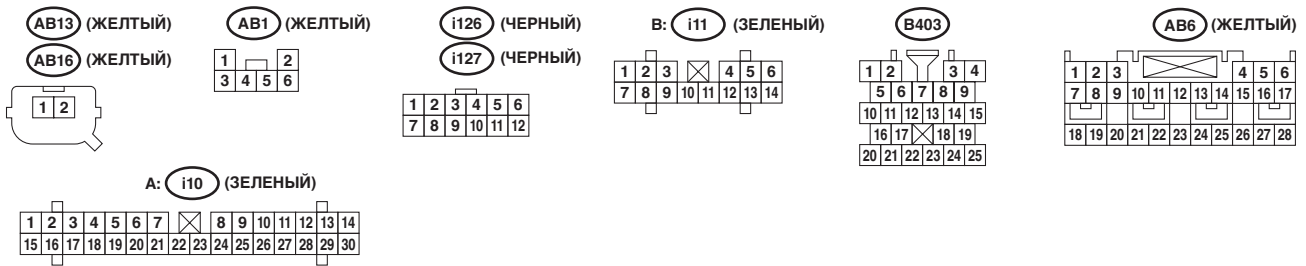 AB13 (ЖЕЛТЫЙ)
AB16 (ЖЕЛТЫЙ)
1 2
AB1 (ЖЕЛТЫЙ)
1 2
3 4 5 6
i126 (ЧЕРНЫЙ)
i127 (ЧЕРНЫЙ)
1 2 3 4 5 6
7 8 9 10 11 12
B: i11 (ЗЕЛЕНЫЙ)
1 2 3 4 5 6
7 8 9 10 11 12 13 14
B403
1 2 3 4
5 6 7 8 9
10 11 12 13 14 15
16 17 18 19
20 21 22 23 24 25
AB6 (ЖЕЛТЫЙ)
1 2 3 4 5 6
7 8 9 10 11 12 13 14 15 16 17
18 19 20 21 22 23 24 25 26 27 28
A: i10 (ЗЕЛЕНЫЙ)
1 2 3 4 5 6 7 8 9 10 11 12 13 14
15 16 17 18 19 20 21 22 23 24 25 26 27 28 29 30